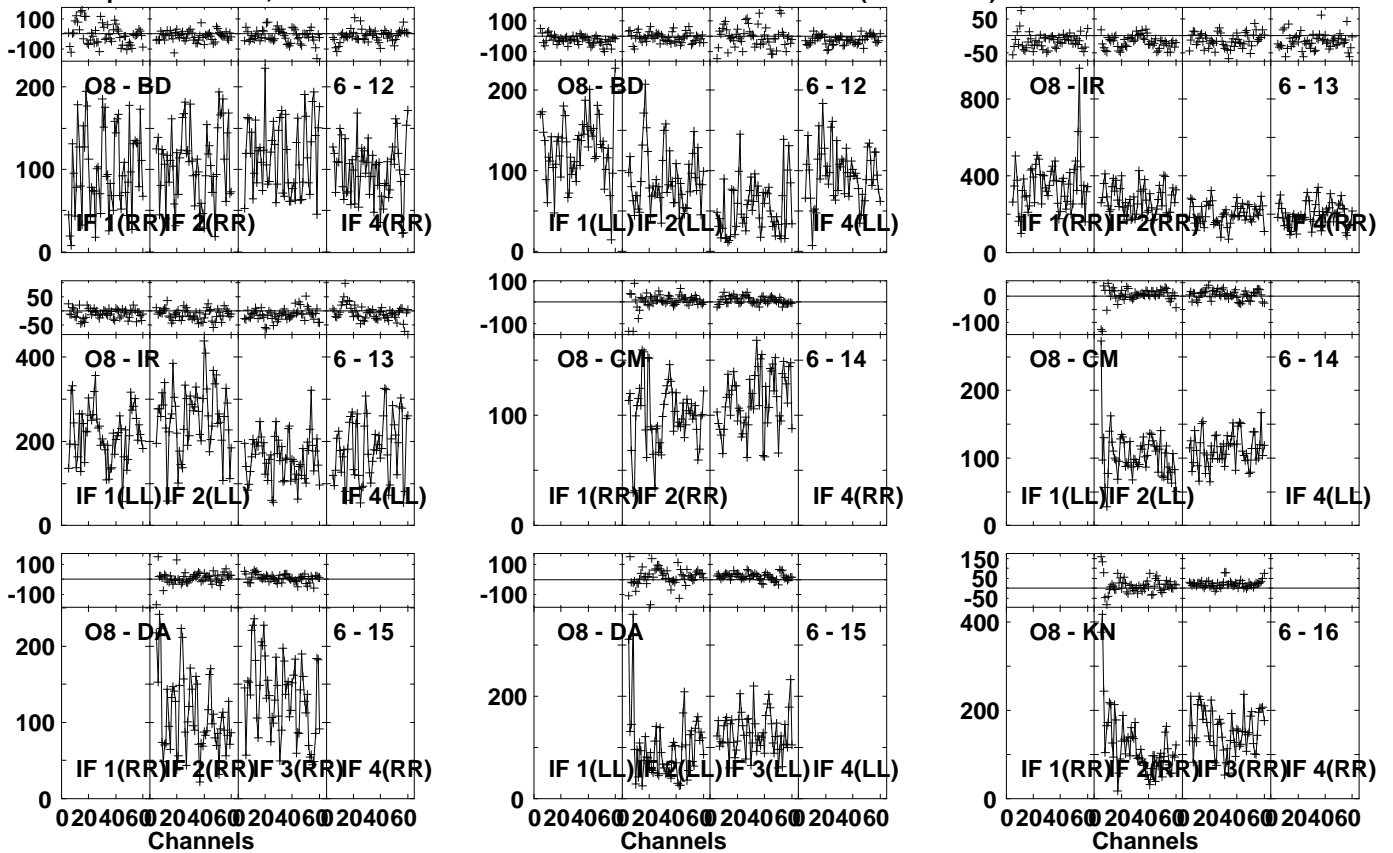 100 100 50
-100 -100 -50
O8 - BD 6 - 12 O8 - BD 6 - 12 O8 - IR 6 - 13
200 200 800
100 100 400
IF 1(RR) IF 2(RR) IF 4(RR) IF 1(LL) IF 2(LL) IF 4(LL) IF 1(RR) IF 2(RR) IF 4(RR)
0 0 0
50 100 0
-50 -100 -100
O8 - IR 6 - 13 O8 - CM 6 - 14 O8 - CM 6 - 14
400 200
200 100 100
IF 1(LL) IF 2(LL) IF 4(LL) IF 1(RR) IF 2(RR) IF 4(RR) IF 1(LL) IF 2(LL) IF 4(LL)
0 0 0
100 100 150
-100 -100 50
-50
O8 - DA 6 - 15 O8 - DA 6 - 15 O8 - KN 6 - 16
200 400
100 200 200
IF 1(RR) IF 2(RR) IF 3(RR) IF 4(RR) IF 1(LL) IF 2(LL) IF 3(LL) IF 4(LL) IF 1(RR) IF 2(RR) IF 3(RR) IF 4(RR)
0 0 0
0 20 40 60 0 20 40 60 0 20 40 60 0 20 40 60 0 20 40 60 0 20 40 60 0 20 40 60 0 20 40 60 0 20 40 60 0 20 40 60 0 20 40 60 0 20 40 60
Channels Channels Channels